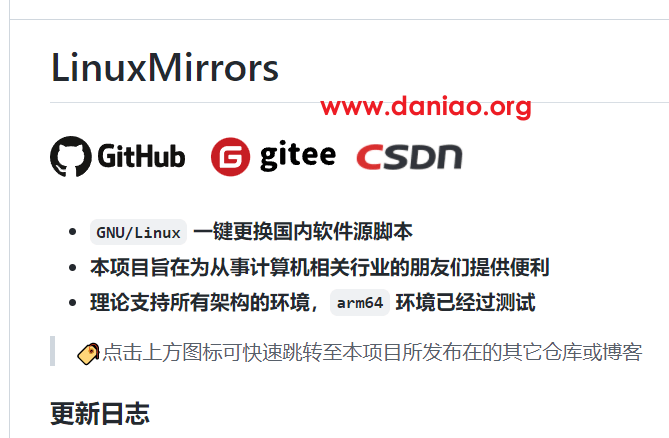 LinuxMirrors
www.daniao.org
GitHub gitee CSDN
GNU/Linux 一键更换国内软件源脚本
本项目旨在为从事计算机相关行业的朋友们提供便利
理论支持所有架构的环境，arm64 环境已经过测试
点击上方图标可快速跳转至本项目所发布在的其它仓库或博客
更新日志